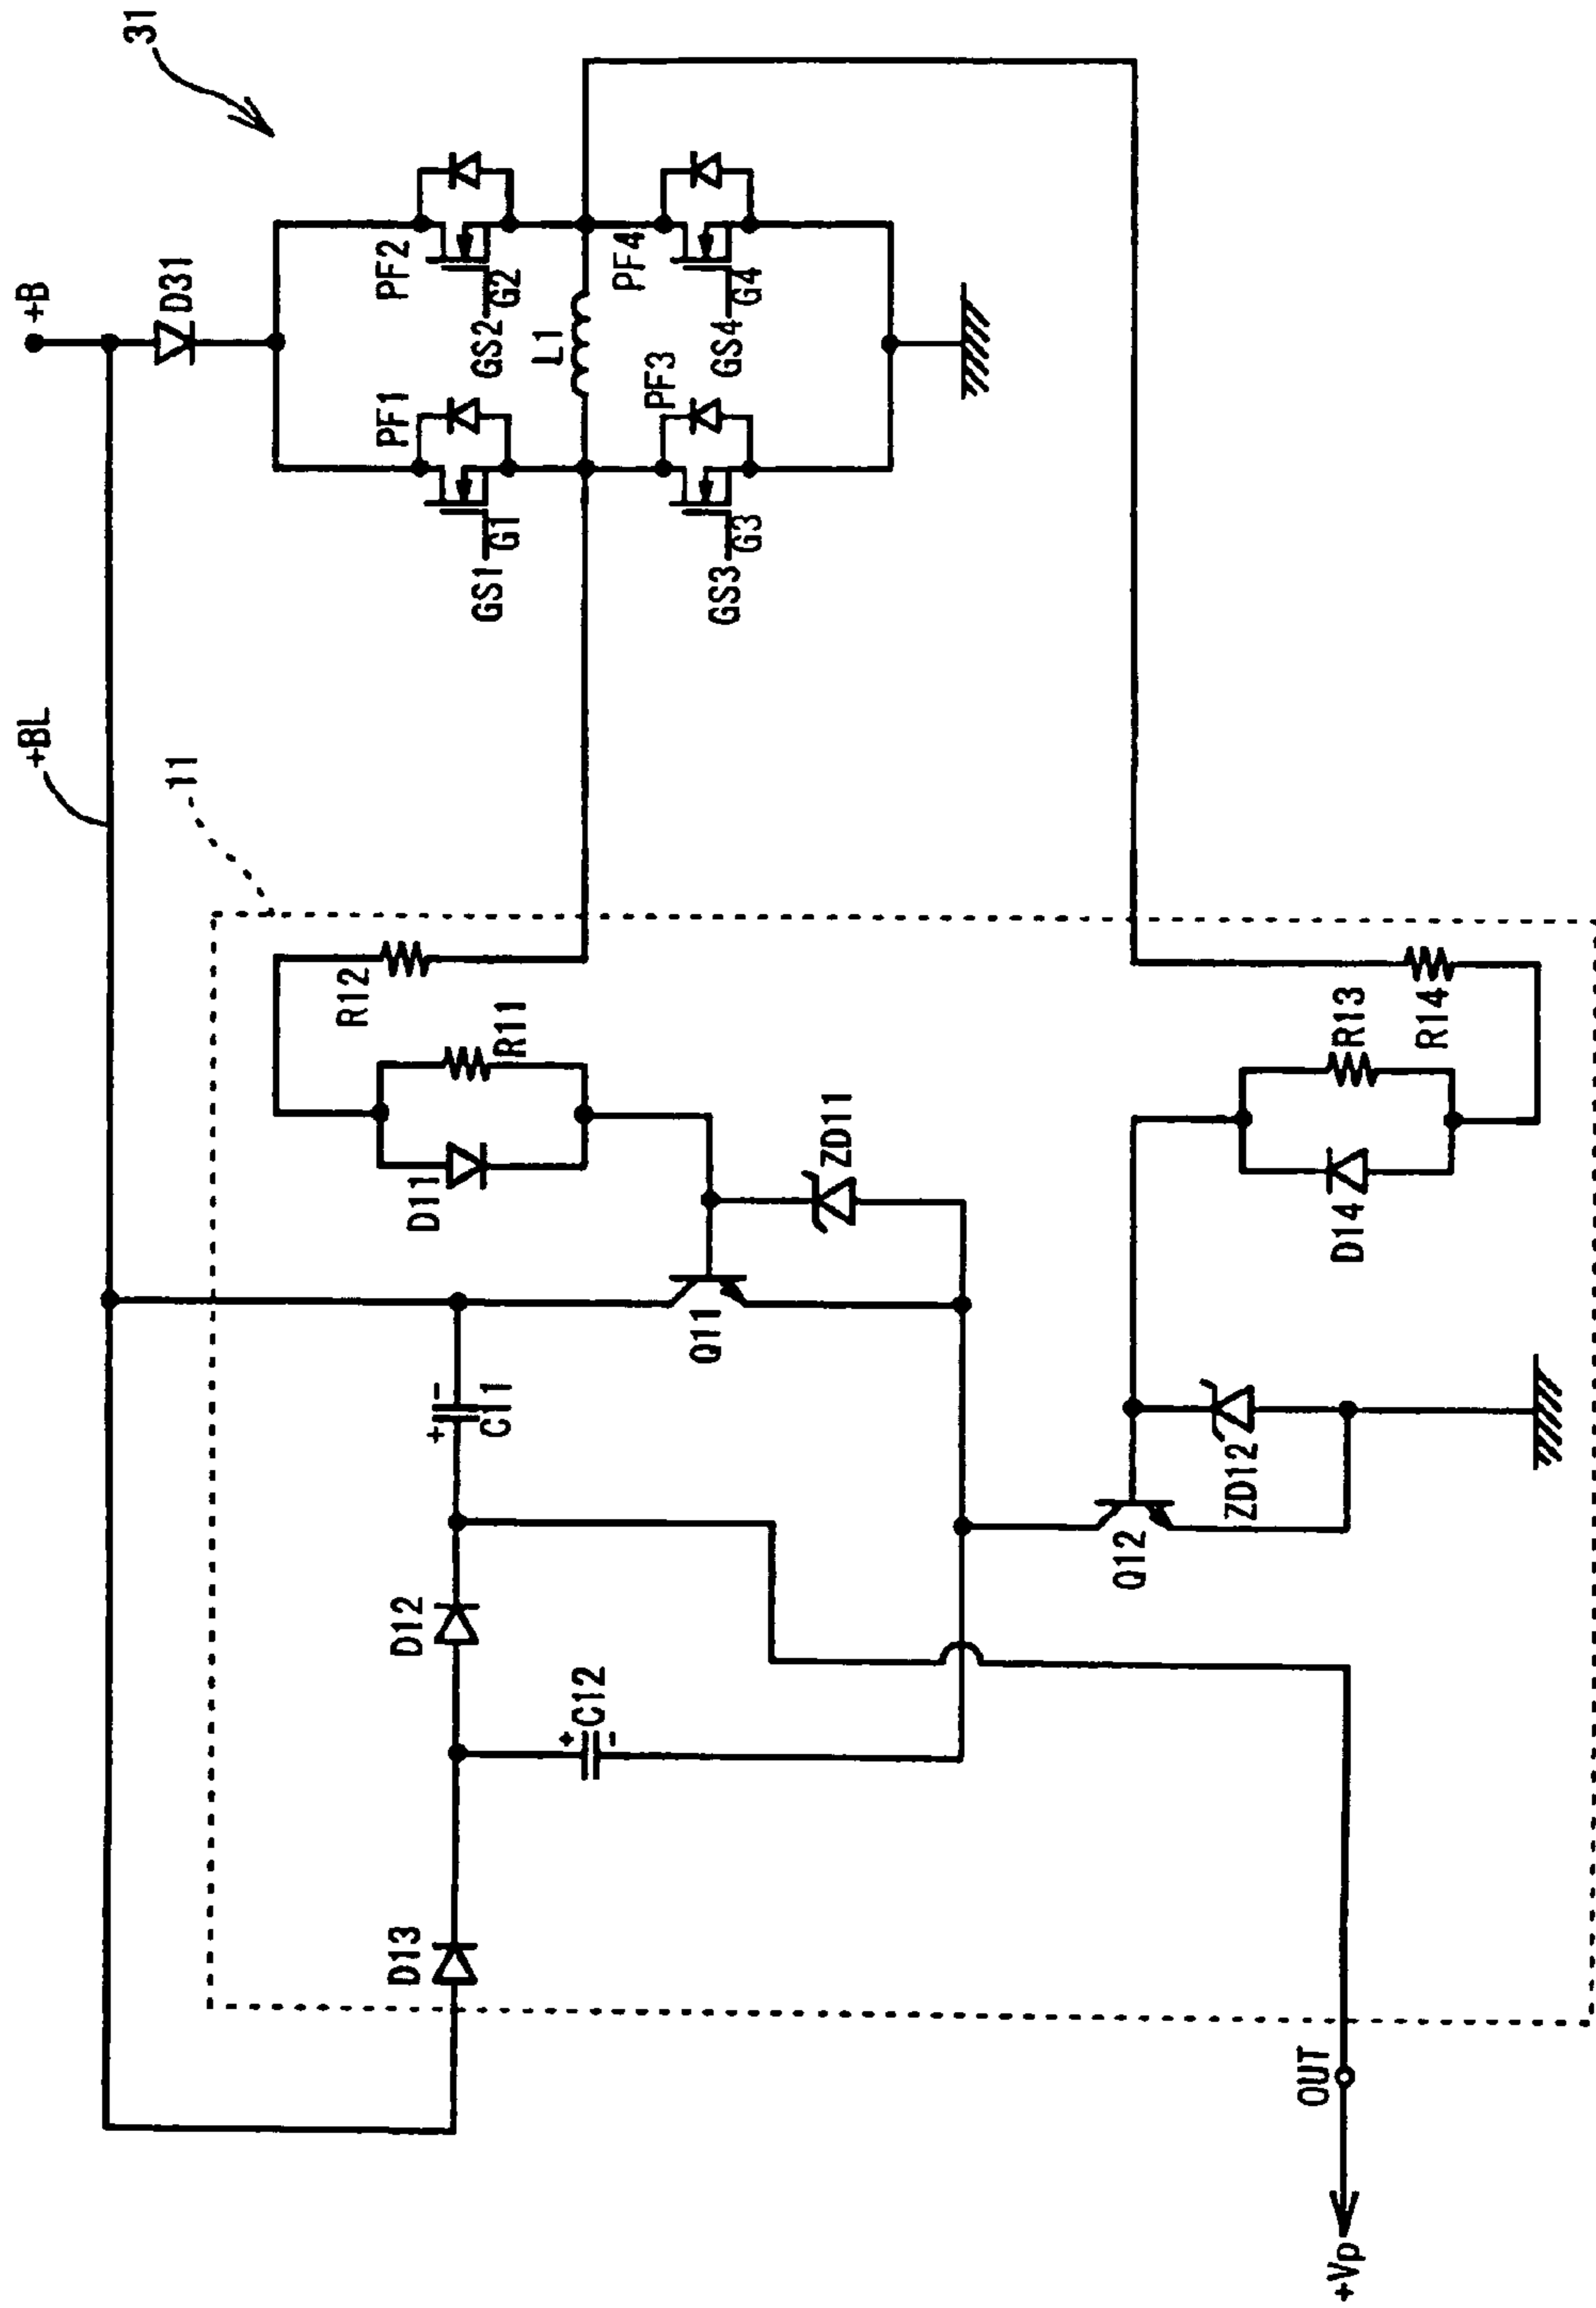 31
+B
D31
PF2
GS2
G2
PF1
GS1
G1
L1
PF4
GS4
G4
PF3
GS3
G3
+BL
11
R12
R11
D11
ZD11
Q11
+
-
C11
D12
+
C12
-
D13
R13
R14
D14
ZD12
Q12
OUT
+Vp